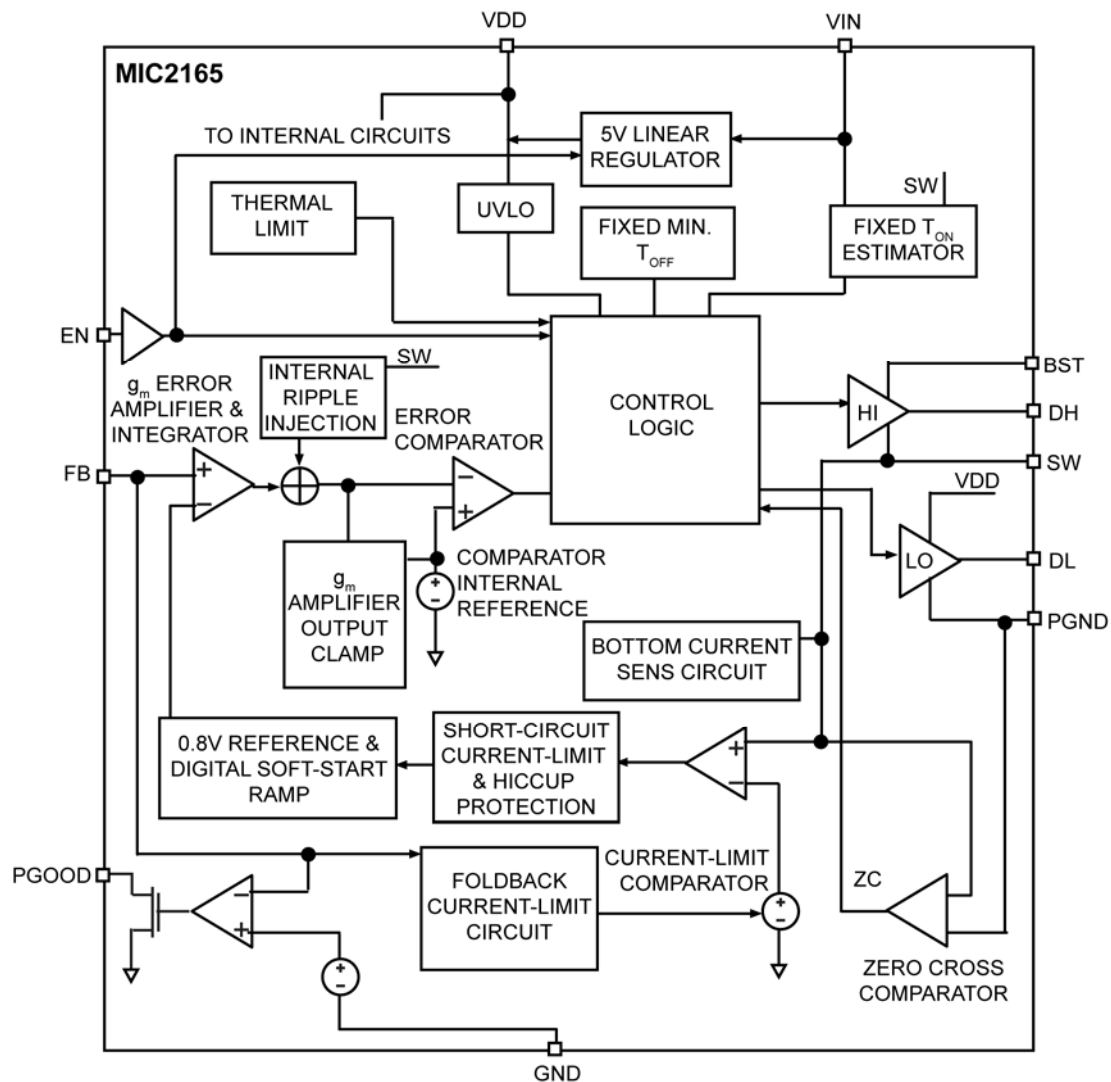 VDD
VIN
MIC2165
TO INTERNAL CIRCUITS
5V LINEAR
REGULATOR
SW
THERMAL
LIMIT
UVLO
FIXED MIN.
TOFF
FIXED TON
ESTIMATOR
EN
gm ERROR
AMPLIFIER &
INTEGRATOR
INTERNAL
RIPPLE
INJECTION
SW
ERROR
COMPARATOR
CONTROL
LOGIC
HI
BST
DH
SW
FB
+
−
−
+
VDD
LO
DL
PGND
gm
AMPLIFIER
OUTPUT
CLAMP
+
−
COMPARATOR
INTERNAL
REFERENCE
BOTTOM CURRENT
SENS CIRCUIT
0.8V REFERENCE &
DIGITAL SOFT-START
RAMP
SHORT-CIRCUIT
CURRENT-LIMIT
& HICCUP
PROTECTION
+
−
PGOOD
−
+
FOLDBACK
CURRENT-LIMIT
CIRCUIT
CURRENT-LIMIT
COMPARATOR
+
−
ZC
ZERO CROSS
COMPARATOR
+
−
GND